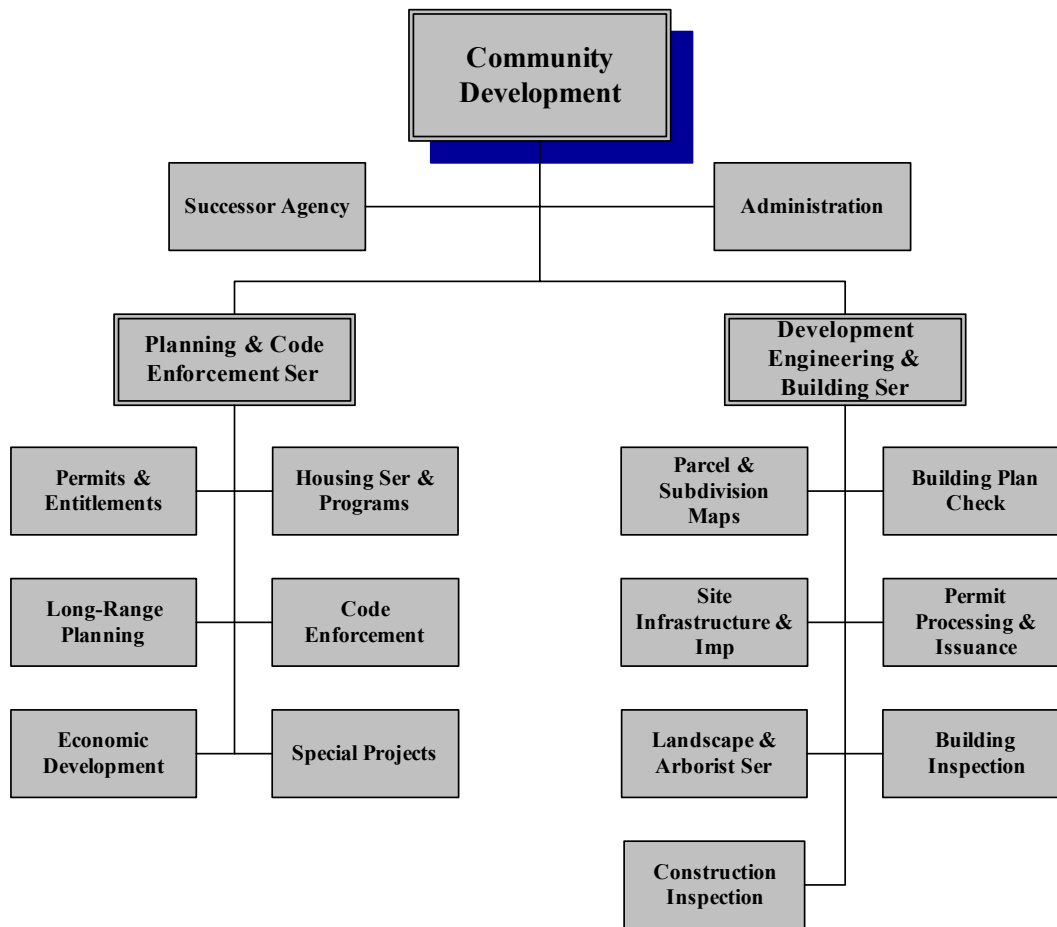 Community
Development
Successor Agency
Administration
Planning & Code
Enforcement Ser
Development
Engineering &
Building Ser
Permits &
Entitlements
Housing Ser &
Programs
Parcel &
Subdivision
Maps
Building Plan
Check
Long-Range
Planning
Code
Enforcement
Site
Infrastructure &
Imp
Permit
Processing &
Issuance
Economic
Development
Special Projects
Landscape &
Arborist Ser
Building
Inspection
Construction
Inspection